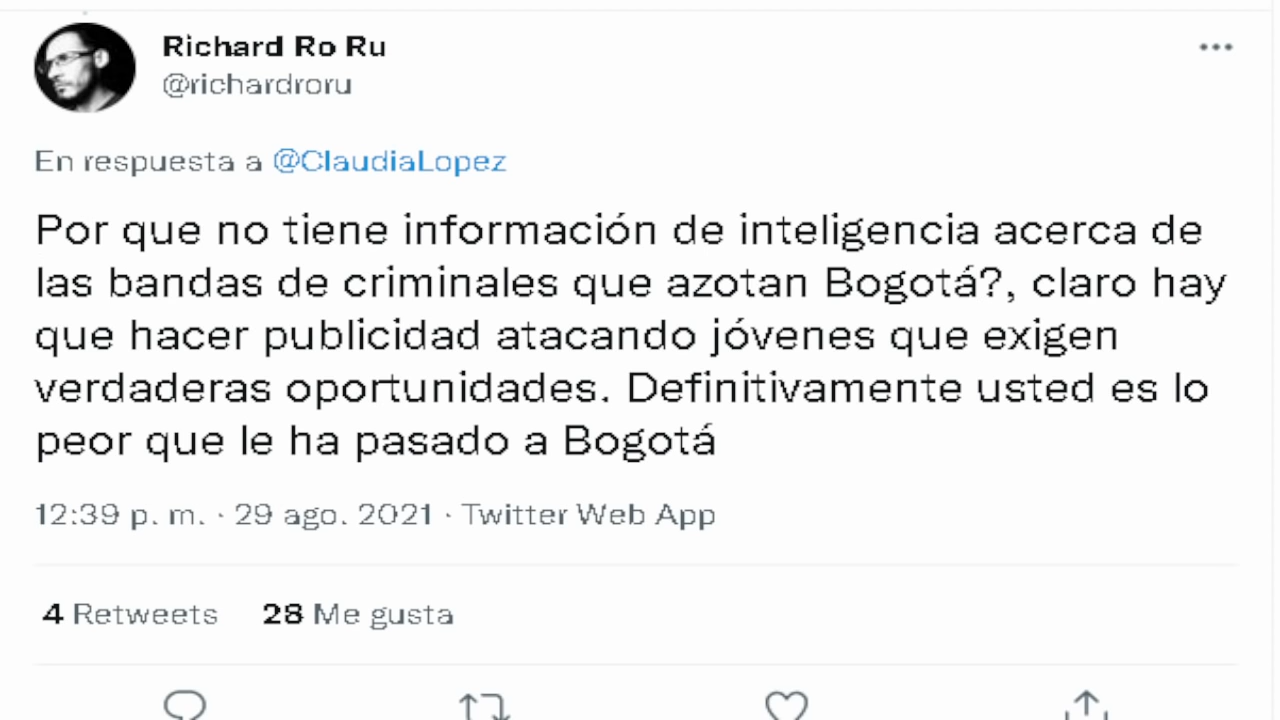 Richard Ro Ru
@richardroru
En respuesta a @ClaudiaLopez
Por que no tiene información de inteligencia acerca de
las bandas de criminales que azotan Bogotá?, claro hay
que hacer publicidad atacando jóvenes que exigen
verdaderas oportunidades. Definitivamente usted es lo
peor que le ha pasado a Bogotá
12:39 p. m. · 29 ago. 2021 · Twitter Web App
4 Retweets 28 Me gusta